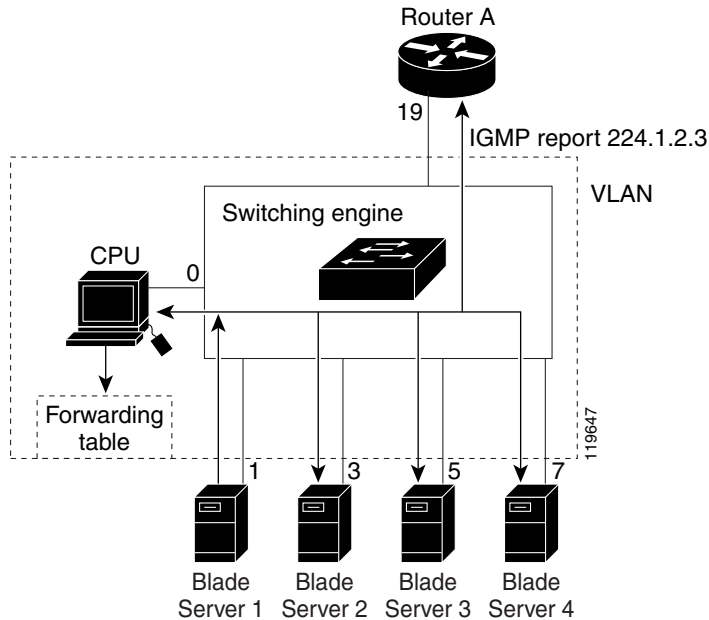 Router A
19
IGMP report 224.1.2.3
VLAN
Switching engine
CPU
0
Forwarding
table
119647
1
3
5
7
Blade
Server 1
Blade
Server 2
Blade
Server 3
Blade
Server 4